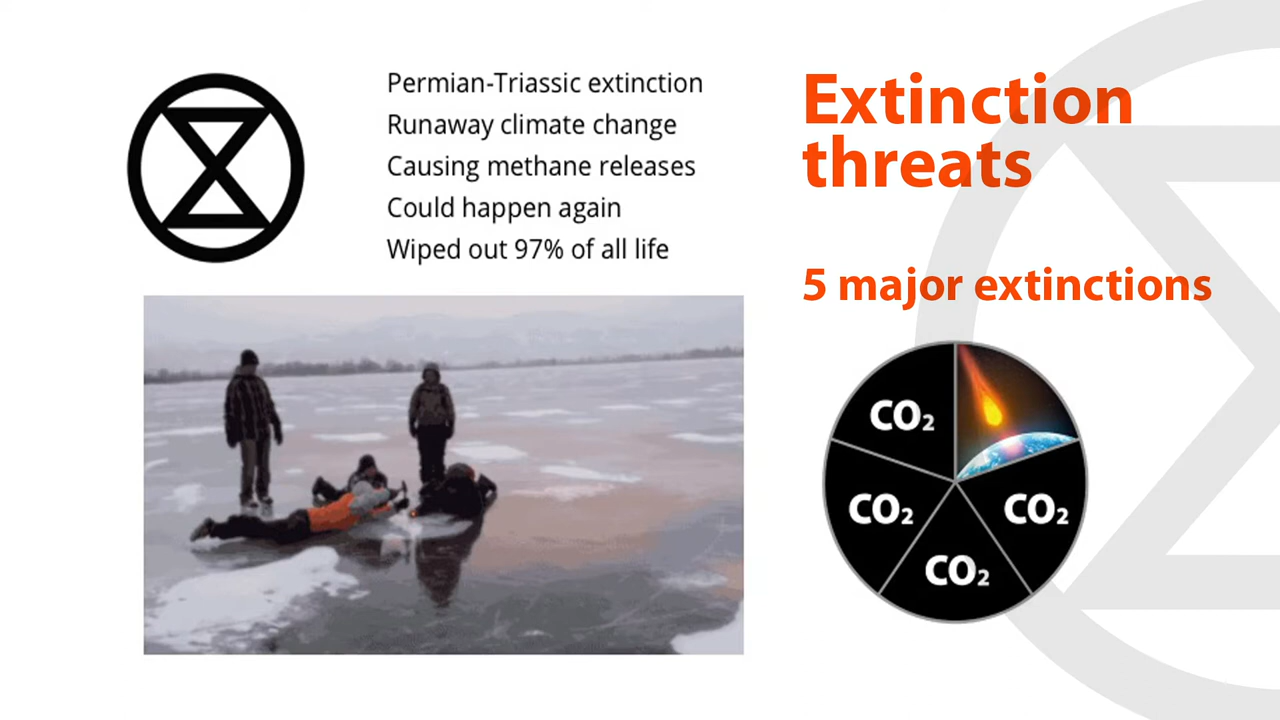 Permian-Triassic extinction
Runaway climate change
Causing methane releases
Could happen again
Wiped out 97% of all life
Extinction
threats
5 major extinctions
CO₂
CO₂
CO₂
CO₂